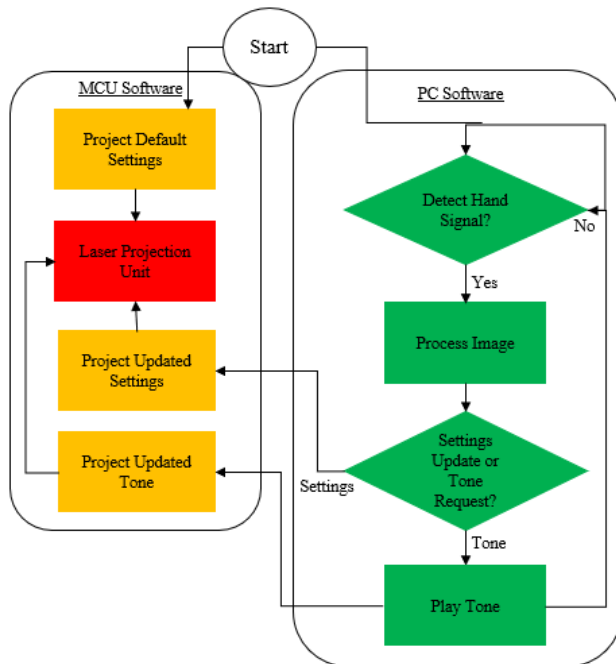 Start
MCU Software
Project Default
Settings
Laser Projection
Unit
Project Updated
Settings
Project Updated
Tone
PC Software
Detect Hand
Signal?
No
Yes
Process Image
Settings
Update or
Tone
Request?
Settings
Tone
Play Tone